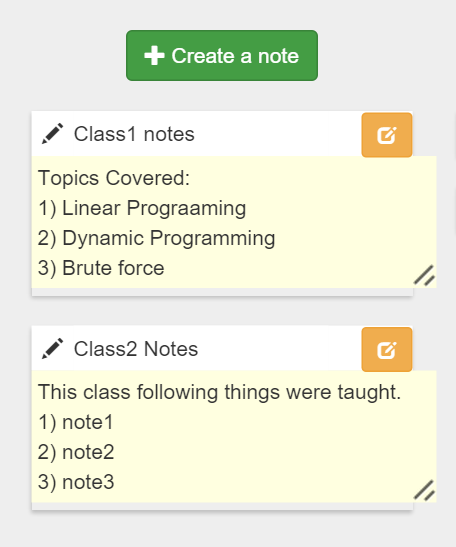 Create a note
Class1 notes
Topics Covered:
1) Linear Prograaming
2) Dynamic Programming
3) Brute force
Class2 Notes
This class following things were taught.
1) note1
2) note2
3) note3